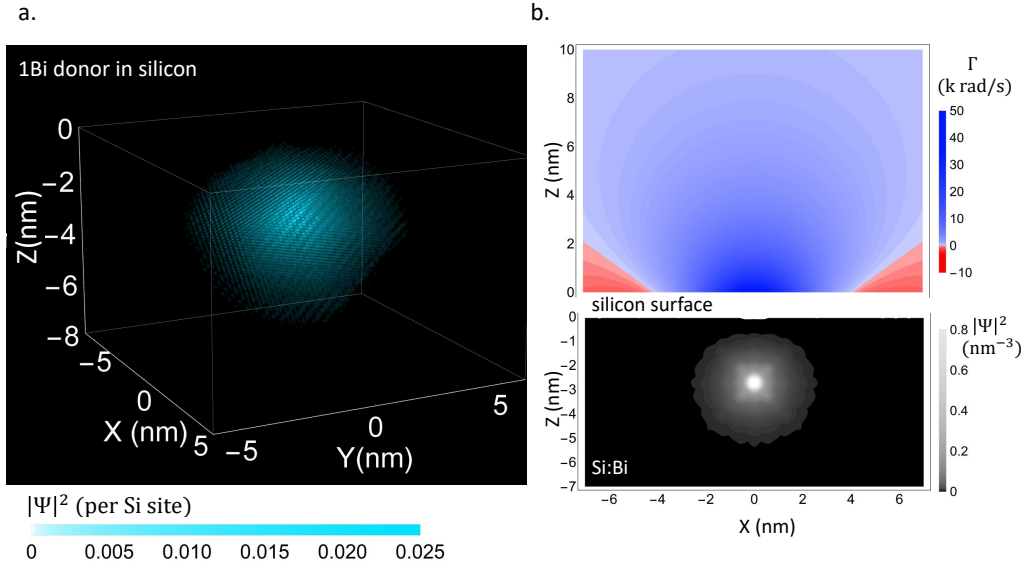 a.
1Bi donor in silicon
0
−2
−4
−6
−8
Z(nm)
−5
0
5
X (nm)
−5
0
5
Y(nm)
|Ψ|² (per Si site)
0 0.005 0.010 0.015 0.020 0.025
b.
10
8
6
4
2
0
Z (nm)
Γ
(k rad/s)
50
40
30
20
10
0
−10
silicon surface
0
−1
−2
−3
−4
−5
−6
−7
Z (nm)
Si:Bi
−6 −4 −2 0 2 4 6
X (nm)
|Ψ|²
(nm⁻³)
0.8
0.6
0.4
0.2
0